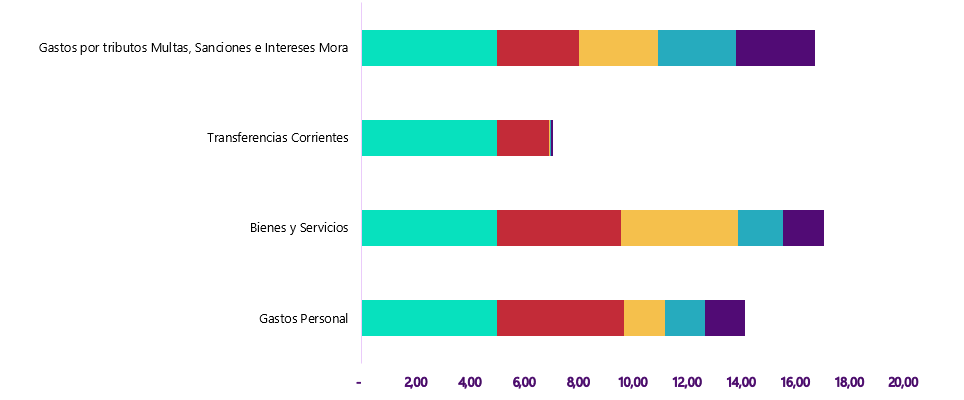 Gastos por tributos Multas, Sanciones e Intereses Mora
Transferencias Corrientes
Bienes y Servicios
Gastos Personal
- 2,00 4,00 6,00 8,00 10,00 12,00 14,00 16,00 18,00 20,00